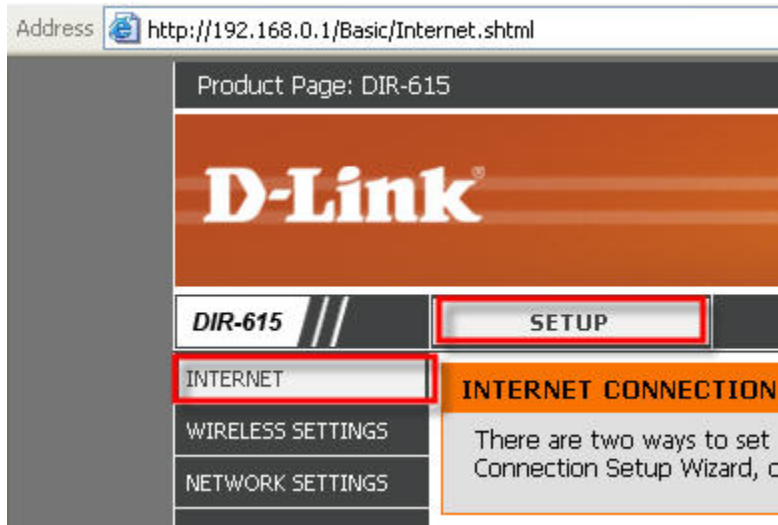 Address http://192.168.0.1/Basic/Internet.shtml
Product Page: DIR-615
D-Link®
DIR-615
SETUP
INTERNET
WIRELESS SETTINGS
NETWORK SETTINGS
INTERNET CONNECTION
There are two ways to set
Connection Setup Wizard,